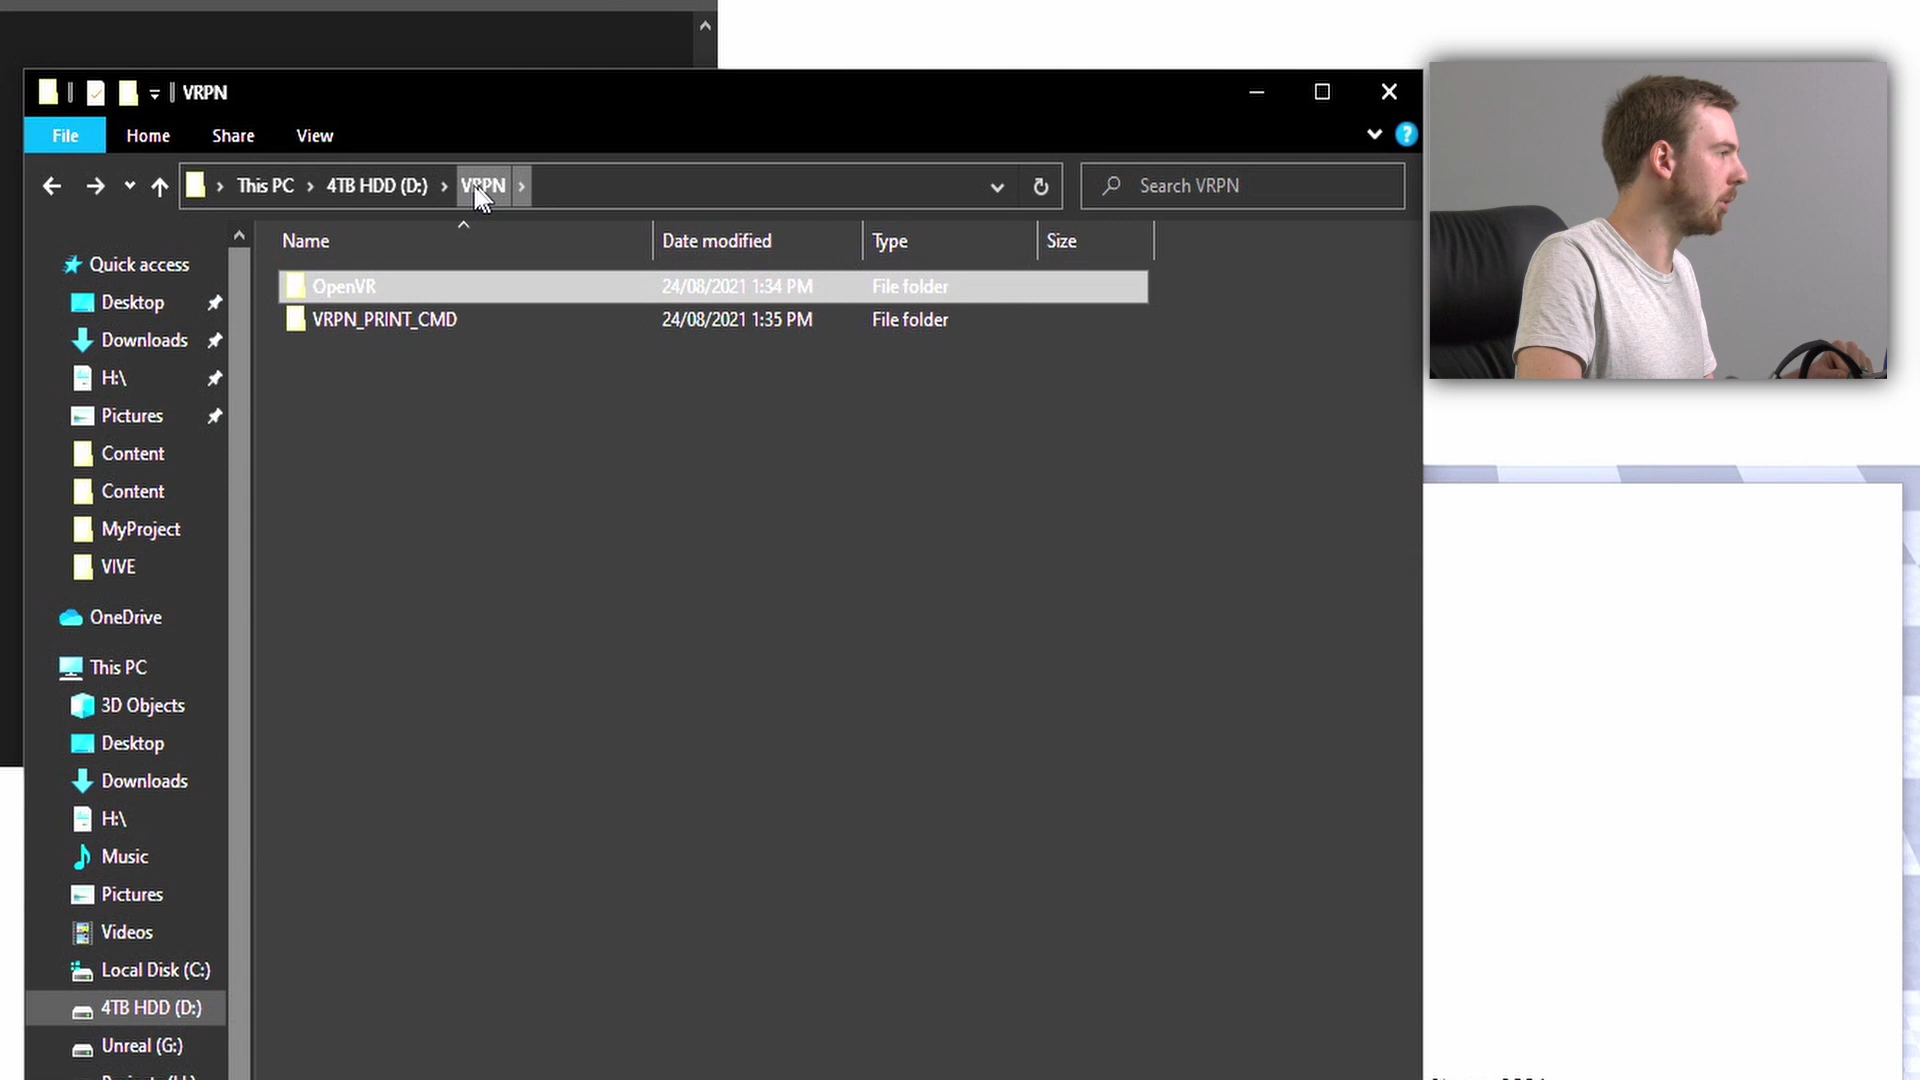 VRPN
File Home Share View
This PC 4TB HDD (D:) VRPN Search VRPN
Name Date modified Type Size
OpenVR 24/08/2021 1:34 PM File folder
VRPN_PRINT_CMD 24/08/2021 1:35 PM File folder
Quick access
Desktop
Downloads
H:\
Pictures
Content
Content
MyProject
VIVE
OneDrive
This PC
3D Objects
Desktop
Downloads
H:\
Music
Pictures
Videos
Local Disk (C:)
4TB HDD (D:)
Unreal (G:)